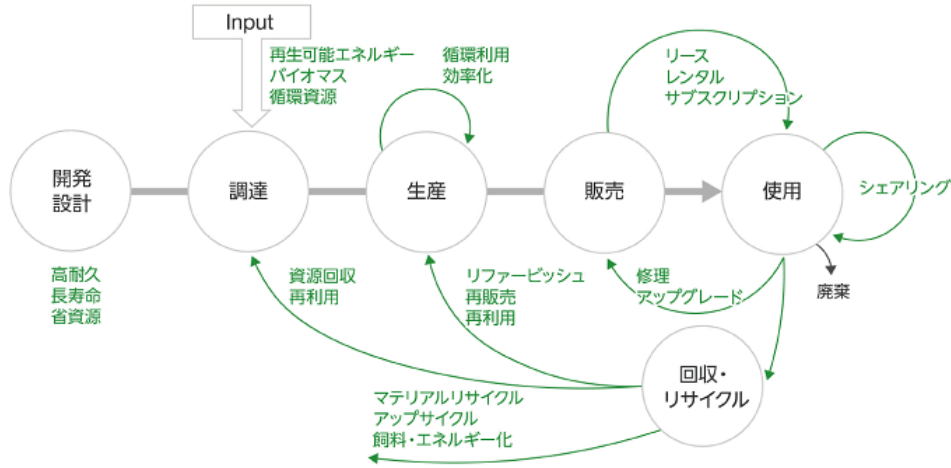 Input
再生可能エネルギー
バイオマス
循環資源
循環利用
効率化
リース
レンタル
サブスクリプション
開発
設計
調達
生産
販売
使用
シェアリング
高耐久
長寿命
省資源
資源回収
再利用
リファービッシュ
再販売
再利用
修理
アップグレード
廃棄
回収・
リサイクル
マテリアルリサイクル
アップサイクル
飼料・エネルギー化